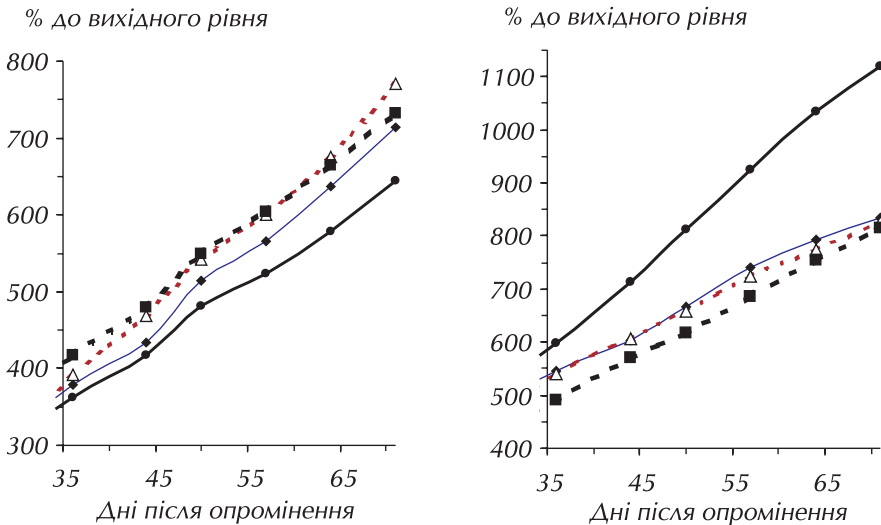 % до вихідного рівня
800
700
600
500
400
300
35 45 55 65
Дні після опромінення
% до вихідного рівня
1100
1000
900
800
700
600
500
400
35 45 55 65
Дні після опромінення